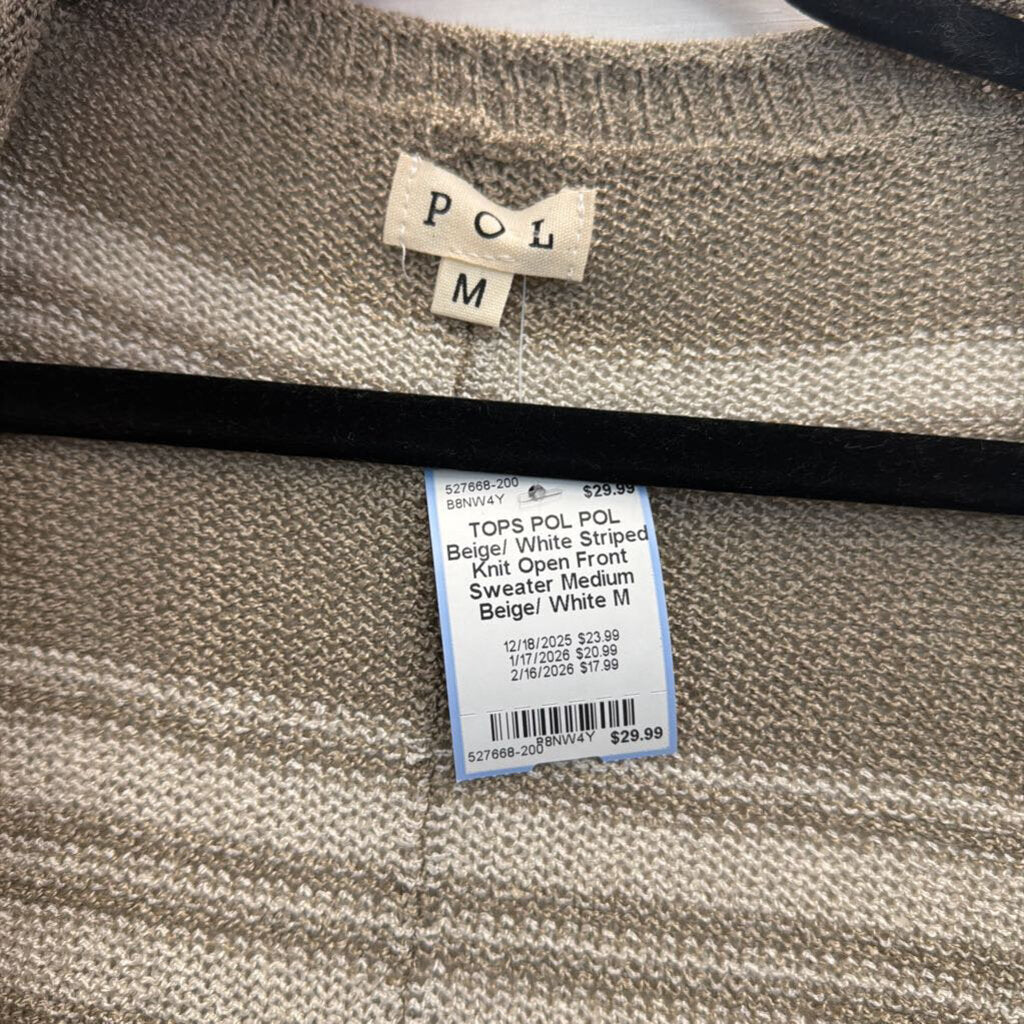 POL
M
527668-200 $29.99
B8NW4Y
TOPS POL POL
Beige/ White Striped
Knit Open Front
Sweater Medium
Beige/ White M
12/18/2025 $23.99
1/17/2026 $20.99
2/16/2026 $17.99
B8NW4Y $29.99
527668-200